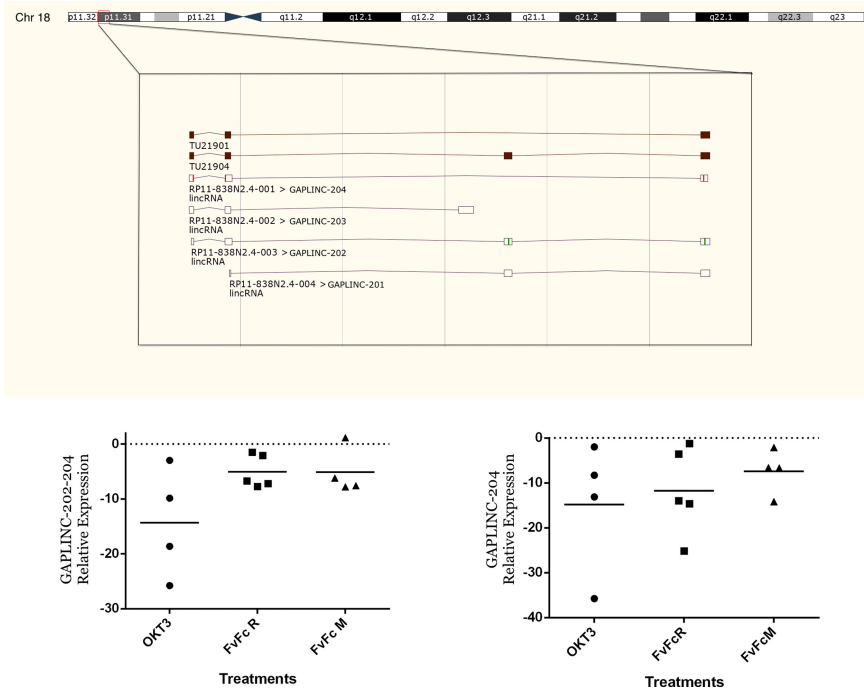 Chr 18 p11.32 p11.31 p11.21 q11.2 q12.1 q12.2 q12.3 q21.1 q21.2 q22.1 q22.3 q23
TU21901
TU21904
RP11-838N2.4-001 > GAPLINC-204
lincRNA
RP11-838N2.4-002 > GAPLINC-203
lincRNA
RP11-838N2.4-003 > GAPLINC-202
lincRNA
RP11-838N2.4-004 > GAPLINC-201
lincRNA
GAPLINC-202-204
Relative Expression
0
-10
-20
-30
OKT3
FvFc R
FvFc M
Treatments
GAPLINC-204
Relative Expression
0
-10
-20
-30
-40
OKT3
FvFcR
FvFcM
Treatments